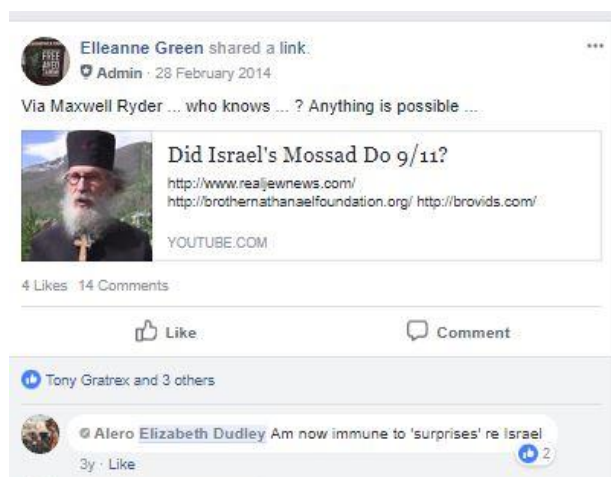 Elleanne Green shared a link.
Admin · 28 February 2014
Via Maxwell Ryder ... who knows ... ? Anything is possible ...
Did Israel's Mossad Do 9/11?
http://www.realjewnews.com/
http://brothernathanaelfoundation.org/ http://brovids.com/
YOUTUBE.COM
4 Likes 14 Comments
Like Comment
Tony Gratrex and 3 others
Alero Elizabeth Dudley Am now immune to 'surprises' re Israel
2
3y · Like